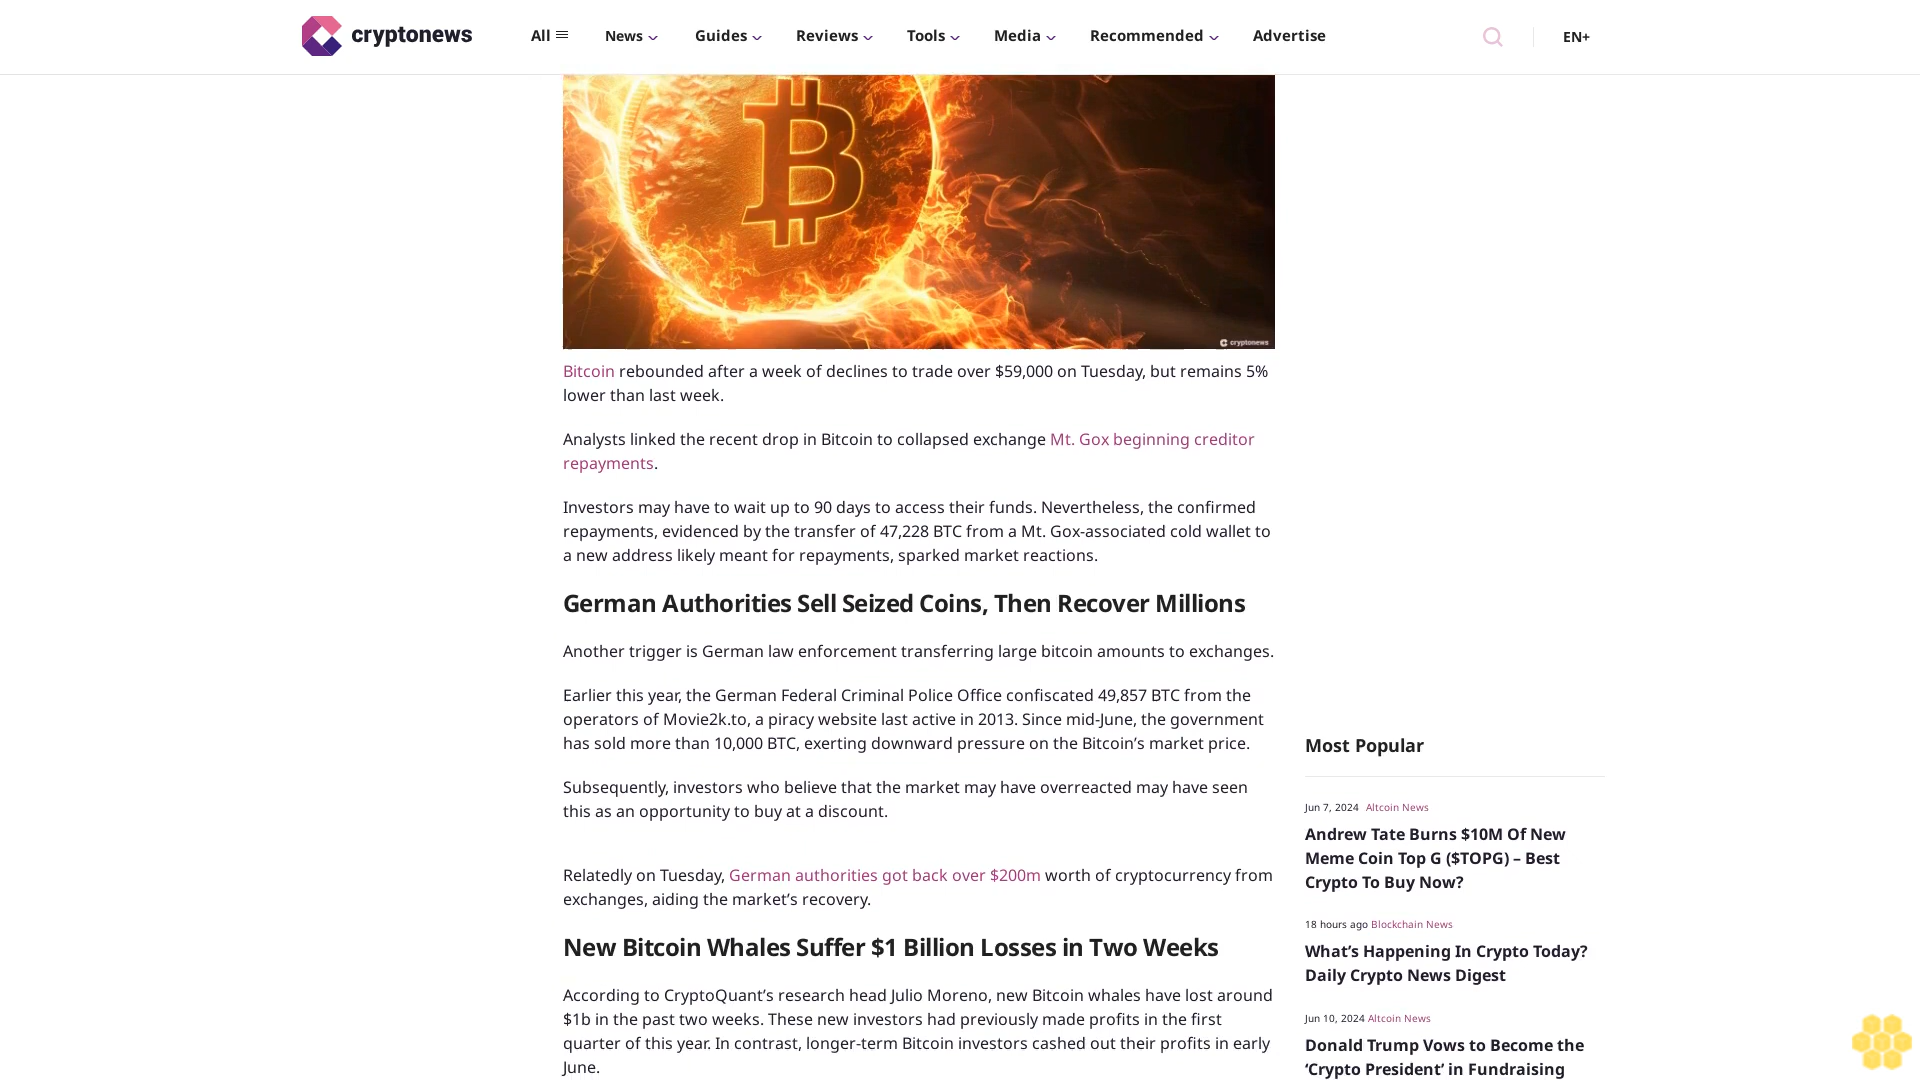 cryptonews
All
News
Guides
Reviews
Tools
Media
Recommended
Advertise
EN+
cryptonews
Bitcoin rebounded after a week of declines to trade over $59,000 on Tuesday, but remains 5%
lower than last week.
Analysts linked the recent drop in Bitcoin to collapsed exchange Mt. Gox beginning creditor
repayments.
Investors may have to wait up to 90 days to access their funds. Nevertheless, the confirmed
repayments, evidenced by the transfer of 47,228 BTC from a Mt. Gox-associated cold wallet to
a new address likely meant for repayments, sparked market reactions.
German Authorities Sell Seized Coins, Then Recover Millions
Another trigger is German law enforcement transferring large bitcoin amounts to exchanges.
Earlier this year, the German Federal Criminal Police Office confiscated 49,857 BTC from the
operators of Movie2k.to, a piracy website last active in 2013. Since mid-June, the government
has sold more than 10,000 BTC, exerting downward pressure on the Bitcoin’s market price.
Subsequently, investors who believe that the market may have overreacted may have seen
this as an opportunity to buy at a discount.
Relatedly on Tuesday, German authorities got back over $200m worth of cryptocurrency from
exchanges, aiding the market’s recovery.
New Bitcoin Whales Suffer $1 Billion Losses in Two Weeks
According to CryptoQuant’s research head Julio Moreno, new Bitcoin whales have lost around
$1b in the past two weeks. These new investors had previously made profits in the first
quarter of this year. In contrast, longer-term Bitcoin investors cashed out their profits in early
June.
Most Popular
Jun 7, 2024 Altcoin News
Andrew Tate Burns $10M Of New
Meme Coin Top G ($TOPG) – Best
Crypto To Buy Now?
18 hours ago Blockchain News
What’s Happening In Crypto Today?
Daily Crypto News Digest
Jun 10, 2024 Altcoin News
Donald Trump Vows to Become the
‘Crypto President’ in Fundraising